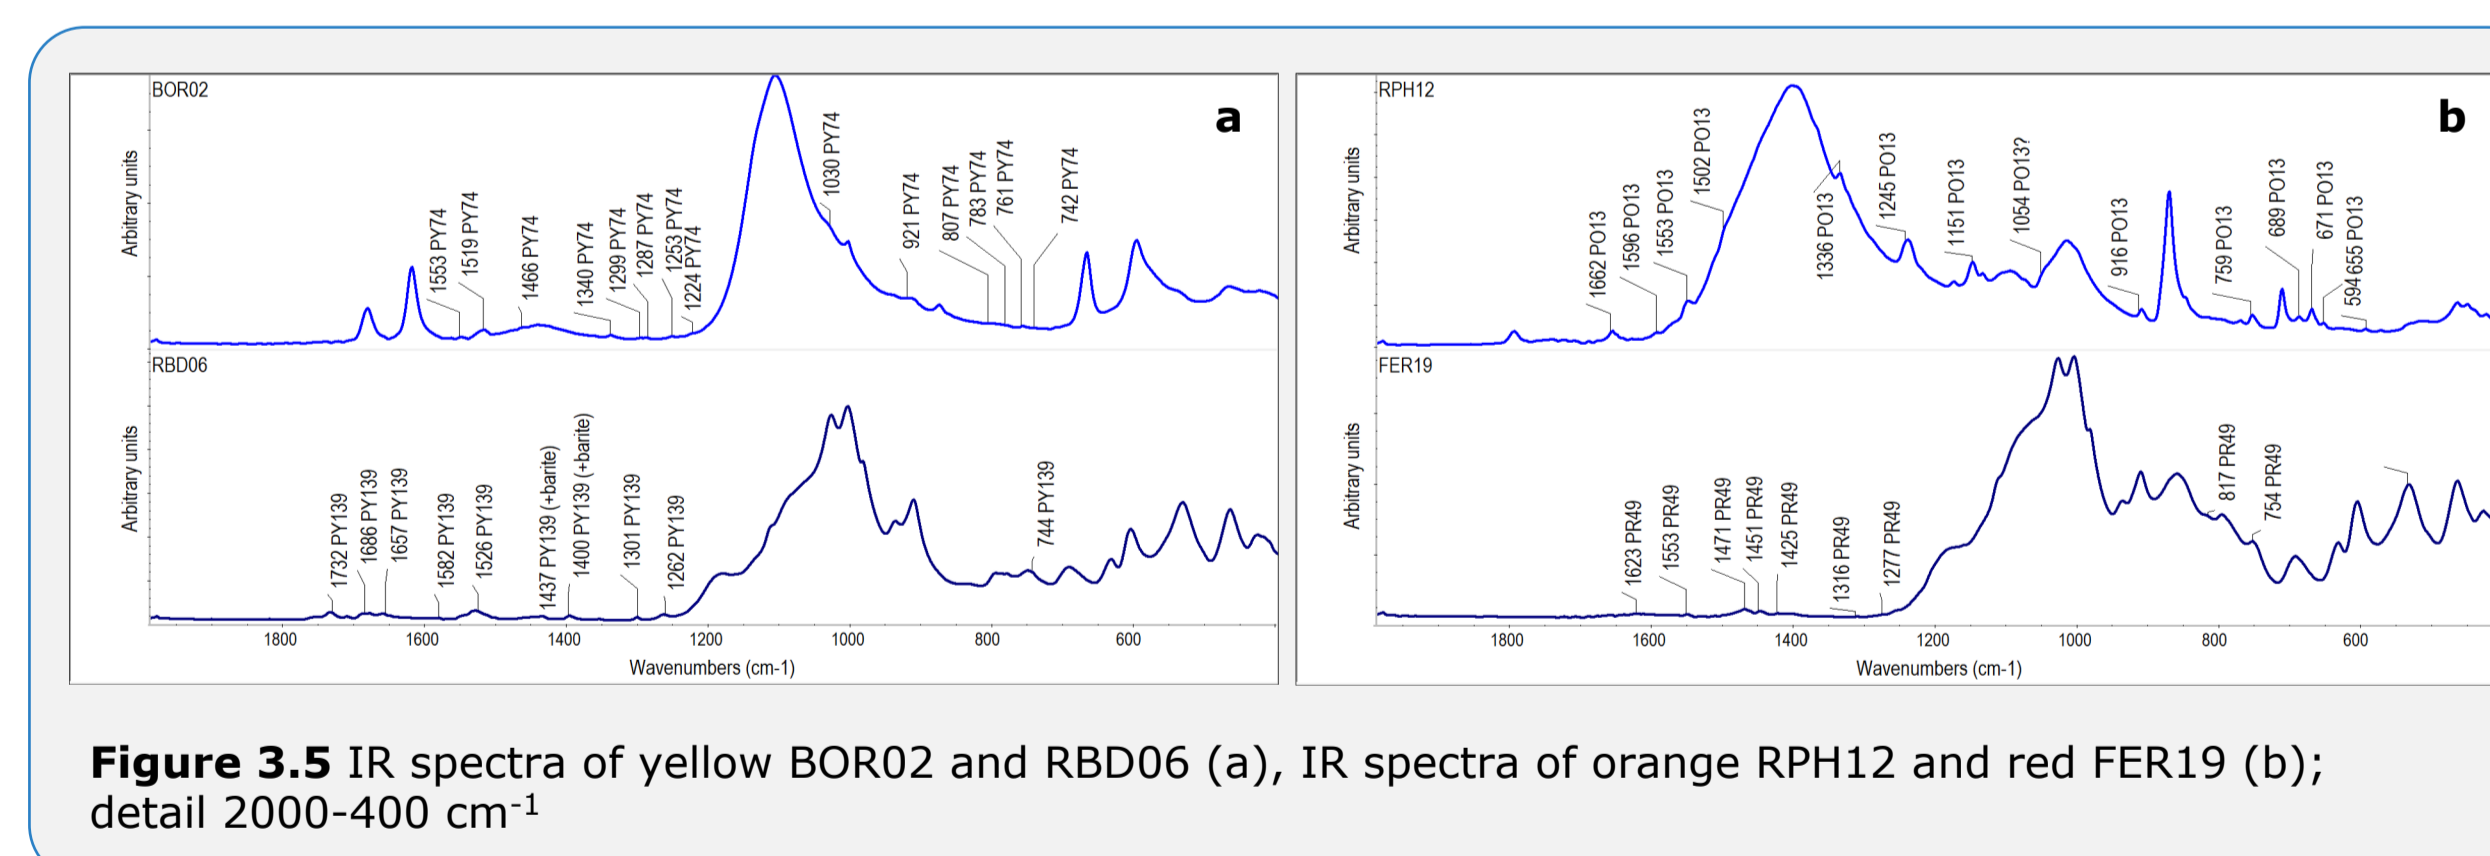 BOR02
a
Arbitrary units
1553 PY74
1519 PY74
1466 PY74
1340 PY74
1299 PY74
1287 PY74
1253 PY74
1224 PY74
1030 PY74
921 PY74
807 PY74
783 PY74
761 PY74
742 PY74
RBD06
Arbitrary units
1732 PY139
1686 PY139
1657 PY139
1582 PY139
1526 PY139
1437 PY139 (+barite)
1400 PY139 (+barite)
1301 PY139
1262 PY139
744 PY139
1800 1600 1400 1200 1000 800 600
Wavenumbers (cm-1)
RPH12
b
Arbitrary units
1662 PO13
1596 PO13
1553 PO13
1502 PO13
1336 PO13
1245 PO13
1151 PO13
1054 PO13?
916 PO13
759 PO13
689 PO13
671 PO13
655 PO13
594
FER19
Arbitrary units
1623 PR49
1553 PR49
1471 PR49
1451 PR49
1425 PR49
1316 PR49
1277 PR49
817 PR49
754 PR49
1800 1600 1400 1200 1000 800 600
Wavenumbers (cm-1)
Figure 3.5 IR spectra of yellow BOR02 and RBD06 (a), IR spectra of orange RPH12 and red FER19 (b);
detail 2000-400 cm-1